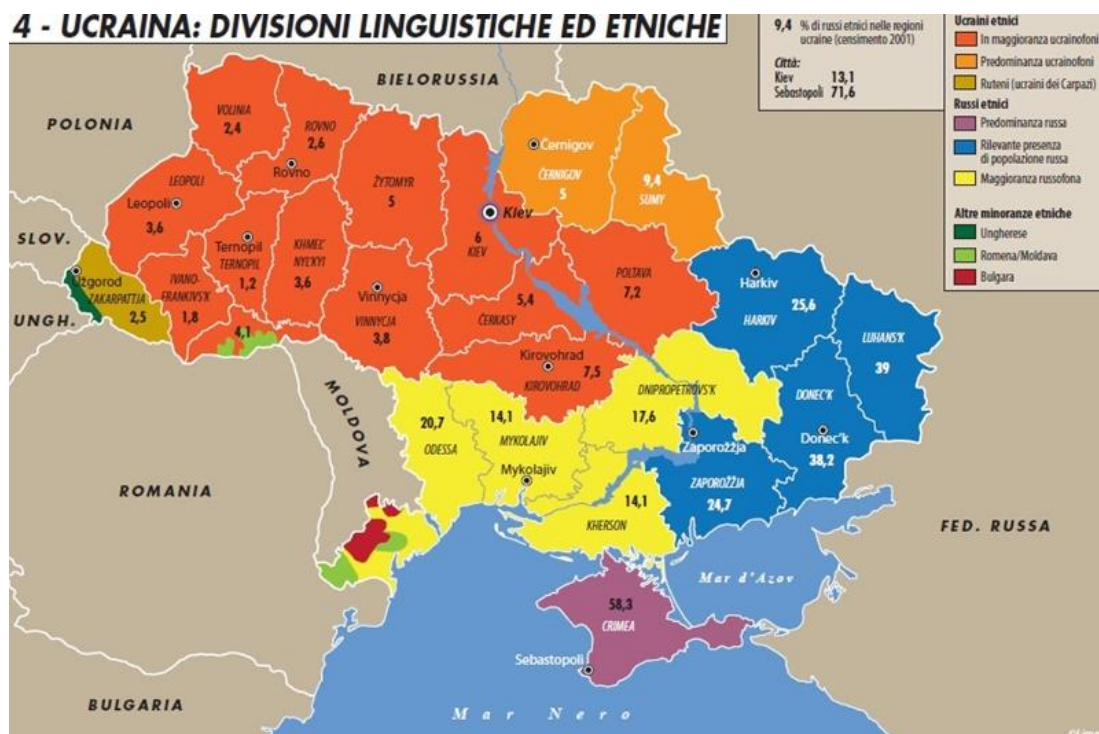 4 - UCRAINA: DIVISIONI LINGUISTICHE ED ETNICHE
9,4 % di russi etnici nelle regioni
ucraine (censimento 2001)
Città:
Kiev 13,1
Sebastopoli 71,6
Ucraini etnici
In maggioranza ucrainofoni
Predominanza ucrainofoni
Ruteni (ucraini dei Carpazi)
Russi etnici
Predominanza russa
Rilevante presenza
di popolazione russa
Maggioranza russofona
Altre minoranze etniche
Ungherese
Romena/Moldava
Bulgara
BIELORUSSIA
POLONIA
VOLINIA
2,4
ROVNO
2,6
Rovno
Černigov
ČERNIGOV
5
9,4
SUMY
LEOPOLI
Leopoli
3,6
ŽYTOMYR
5
Kiev
6
KIEV
SLOV.
Ternopil
TERNOPIL
1,2
KHMEL'
NYL'KYI
3,6
POLTAVA
7,2
Harkiv
25,6
HARKIV
Užgorod
ZAKARPATTJA
2,5
IVANO-
FRANKIVS'K
1,8
Vinnycja
VINNYCJA
3,8
5,4
ČERKASY
LUHANS'K
39
UNGH.
4,1
Kirovohrad
7,5
KIROVOHRAD
DNIPROPETROVS'K
17,6
DONEC'K
Donec'k
38,2
MOLDOVA
20,7
ODESSA
14,1
MYKOLAJIV
Mykolajiv
Zaporožžja
ZAPOROŽŽJA
24,7
ROMANIA
14,1
KHERSON
FED. RUSSA
Mar d'Azov
58,3
CRIMEA
Sebastopoli
BULGARIA
Mar Nero